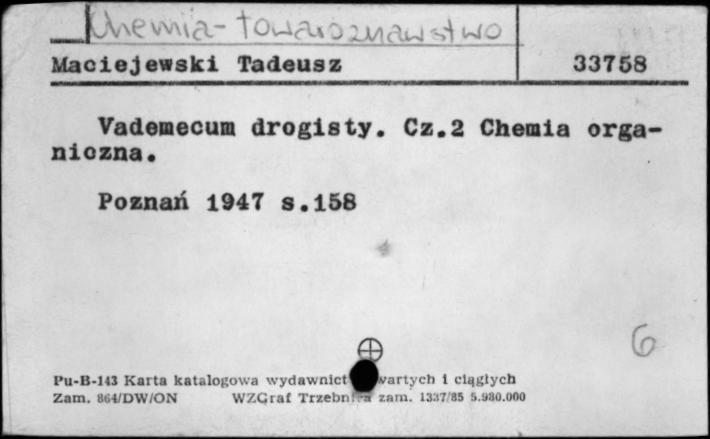 Chemia - towaroznawstwo
Maciejewski Tadeusz 33758
Vademecum drogisty. Cz.2 Chemia orga-
niczna.
Poznań 1947 s.158
6
Pu-B-143 Karta katalogowa wydawnict wartych i ciągłych
Zam. 864/DW/ON WZGraf Trzebnica zam. 1337/85 5.980.000